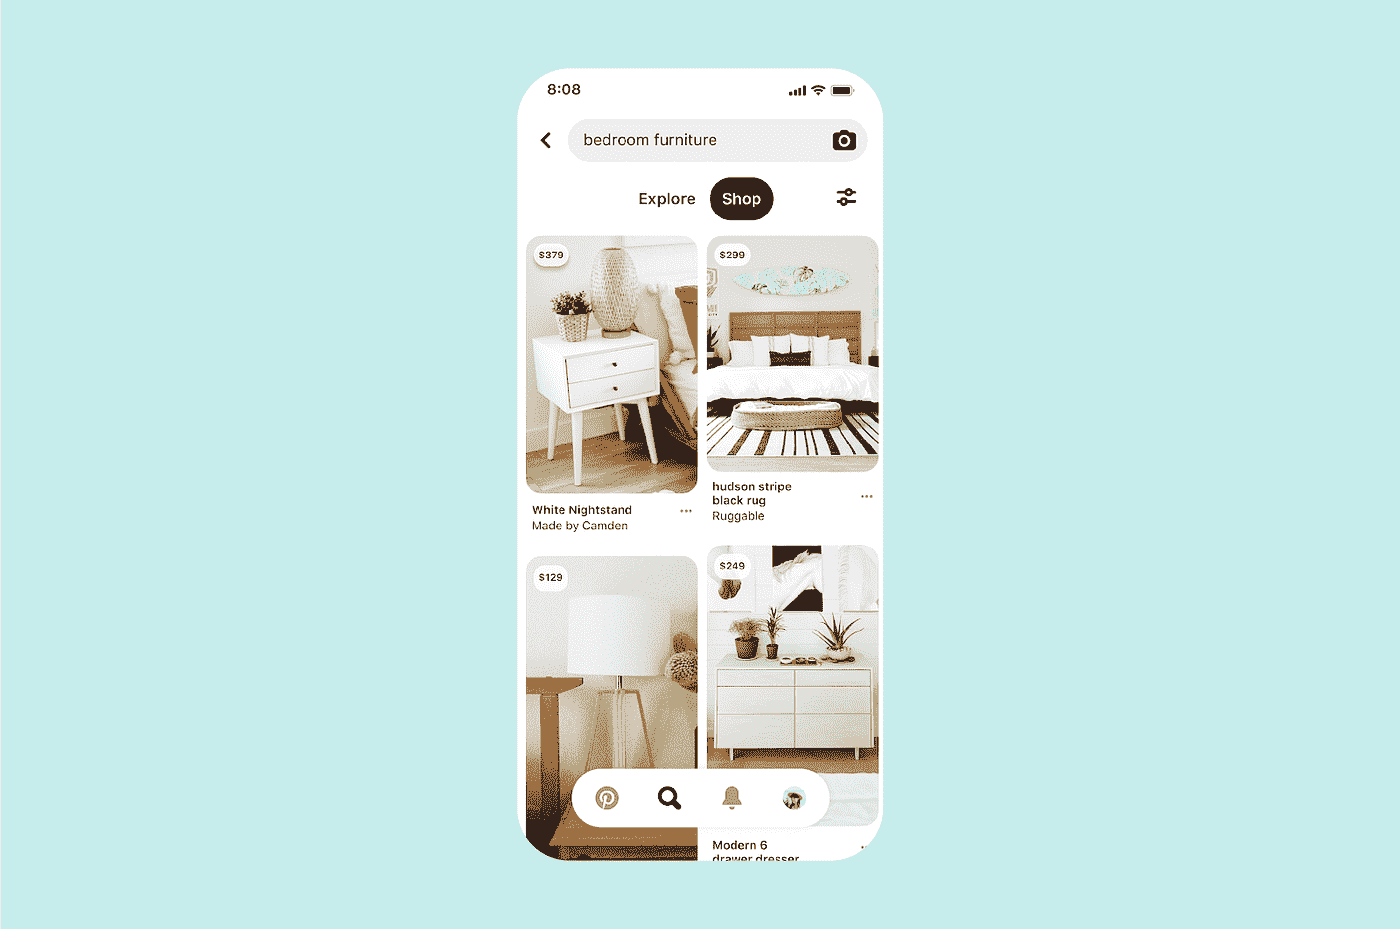 8:08
bedroom furniture
Explore
Shop
$379
$299
White Nightstand
Made by Camden
hudson stripe
black rug
Ruggable
$129
$249
Modern 6
drawer dresser